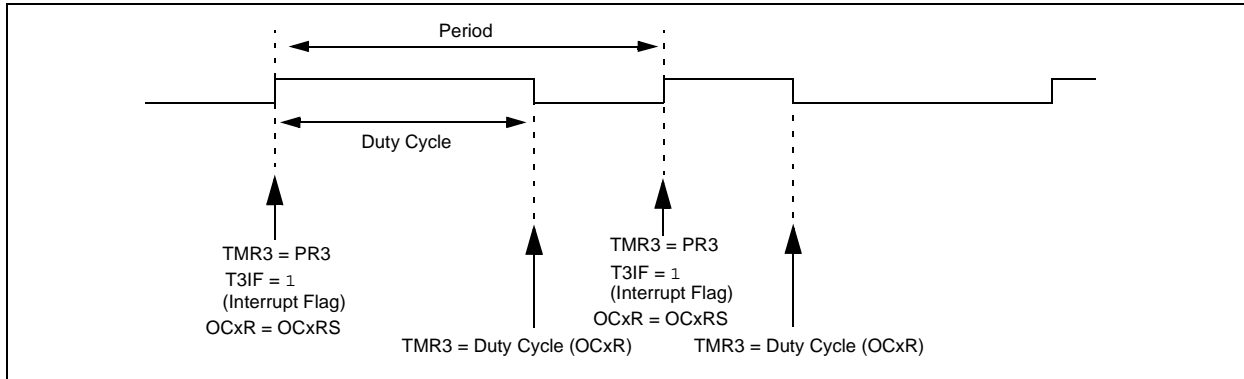 Period
Duty Cycle
TMR3 = PR3
T3IF = 1
(Interrupt Flag)
OCxR = OCxRS
TMR3 = Duty Cycle (OCxR)
TMR3 = PR3
T3IF = 1
(Interrupt Flag)
OCxR = OCxRS
TMR3 = Duty Cycle (OCxR)